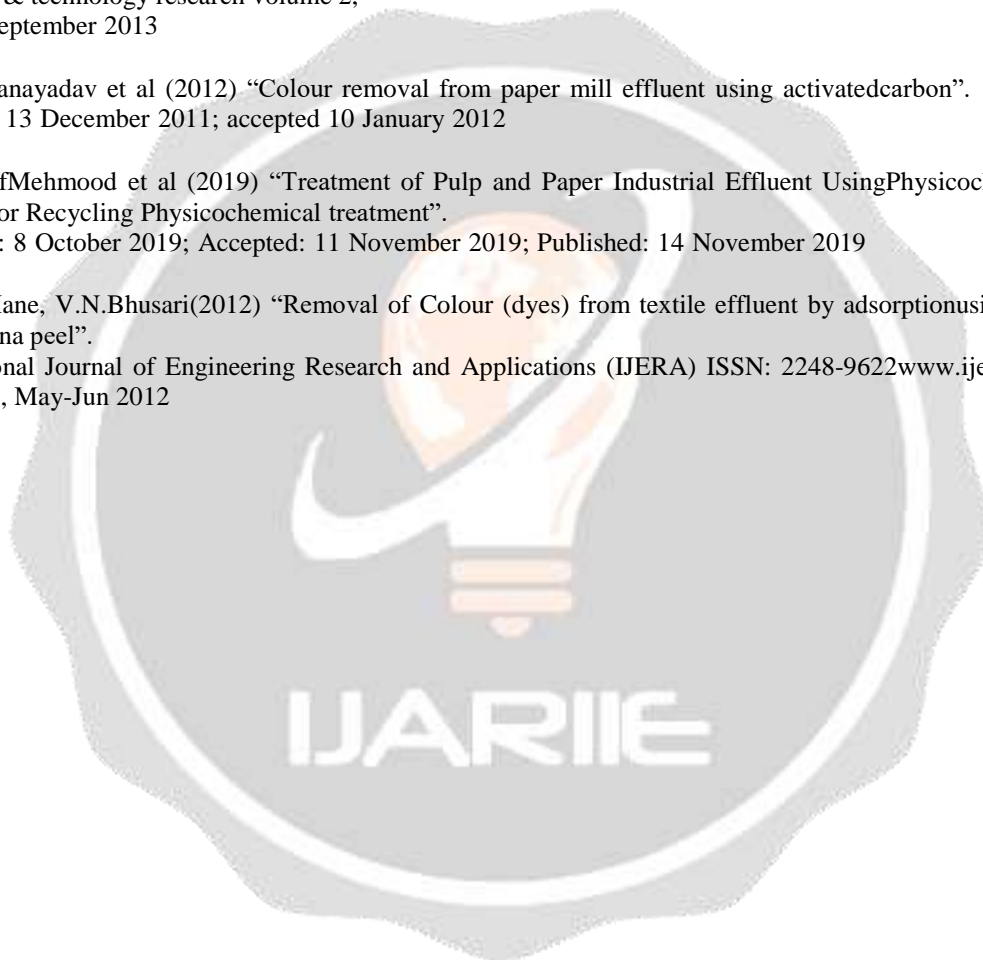 & technology research volume 2,
eptember 2013
anayadav et al (2012) “Colour removal from paper mill effluent using activatedcarbon”.
13 December 2011; accepted 10 January 2012
fMehmood et al (2019) “Treatment of Pulp and Paper Industrial Effluent UsingPhysicoc
or Recycling Physicochemical treatment”.
: 8 October 2019; Accepted: 11 November 2019; Published: 14 November 2019
ane, V.N.Bhusari(2012) “Removal of Colour (dyes) from textile effluent by adsorptionusi
na peel”.
onal Journal of Engineering Research and Applications (IJERA) ISSN: 2248-9622www.ije
, May-Jun 2012
IJARIIE